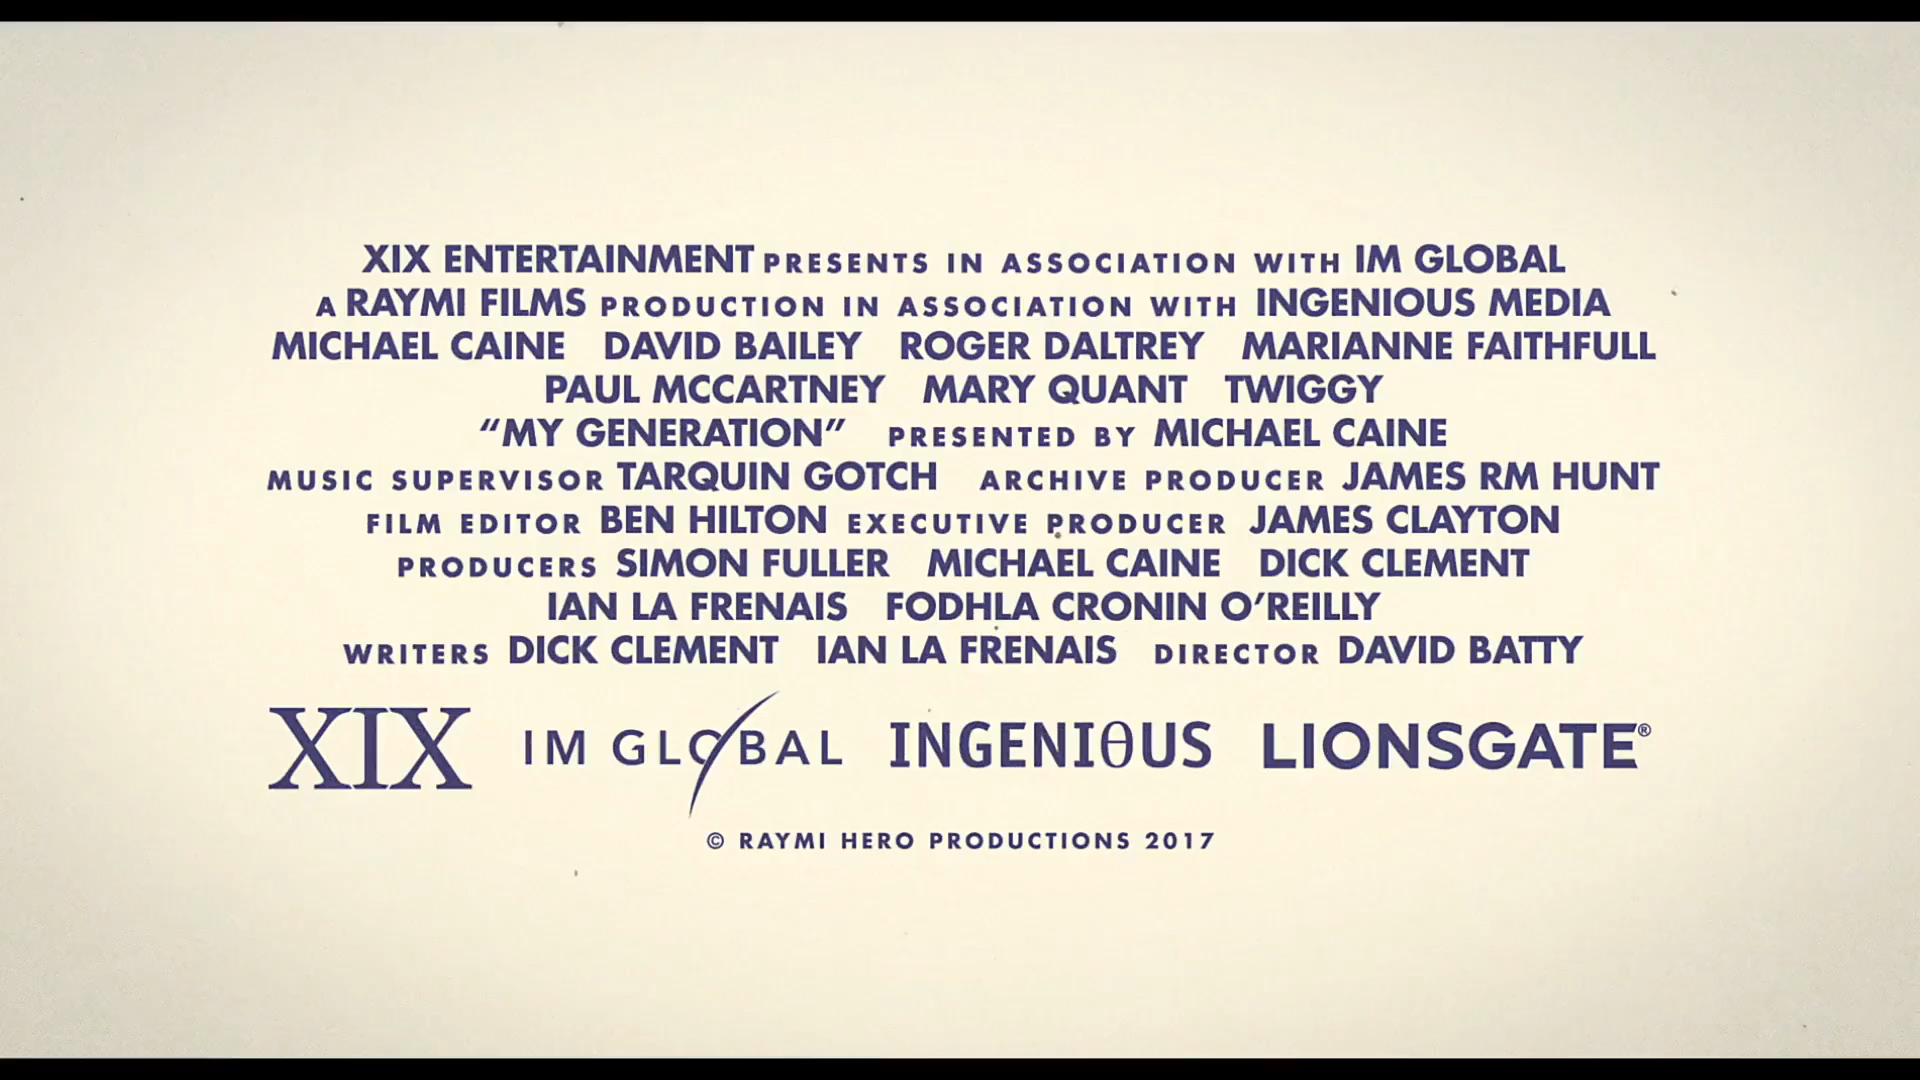 XIX ENTERTAINMENT PRESENTS IN ASSOCIATION WITH IM GLOBAL
A RAYMI FILMS PRODUCTION IN ASSOCIATION WITH INGENIOUS MEDIA
MICHAEL CAINE DAVID BAILEY ROGER DALTREY MARIANNE FAITHFULL
PAUL MCCARTNEY MARY QUANT TWIGGY
“MY GENERATION” PRESENTED BY MICHAEL CAINE
MUSIC SUPERVISOR TARQUIN GOTCH ARCHIVE PRODUCER JAMES RM HUNT
FILM EDITOR BEN HILTON EXECUTIVE PRODUCER JAMES CLAYTON
PRODUCERS SIMON FULLER MICHAEL CAINE DICK CLEMENT
IAN LA FRENAIS FODHLA CRONIN O’REILLY
WRITERS DICK CLEMENT IAN LA FRENAIS DIRECTOR DAVID BATTY
XIX IM GLOBAL INGENIOUS LIONSGATE®
© RAYMI HERO PRODUCTIONS 2017